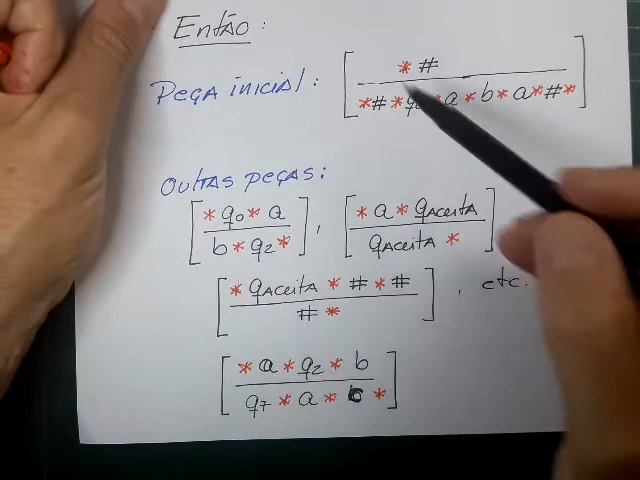 Então:
Peça inicial: [ *# / *#*q₀*a*b*a*#* ]
Outras peças:
[ *q₀*a / b*q₂* ], [ *a*qACEITA / qACEITA* ]
[ *qACEITA*#*# / #* ], etc.
[ *a*q₂*b / q₇*a*b* ]